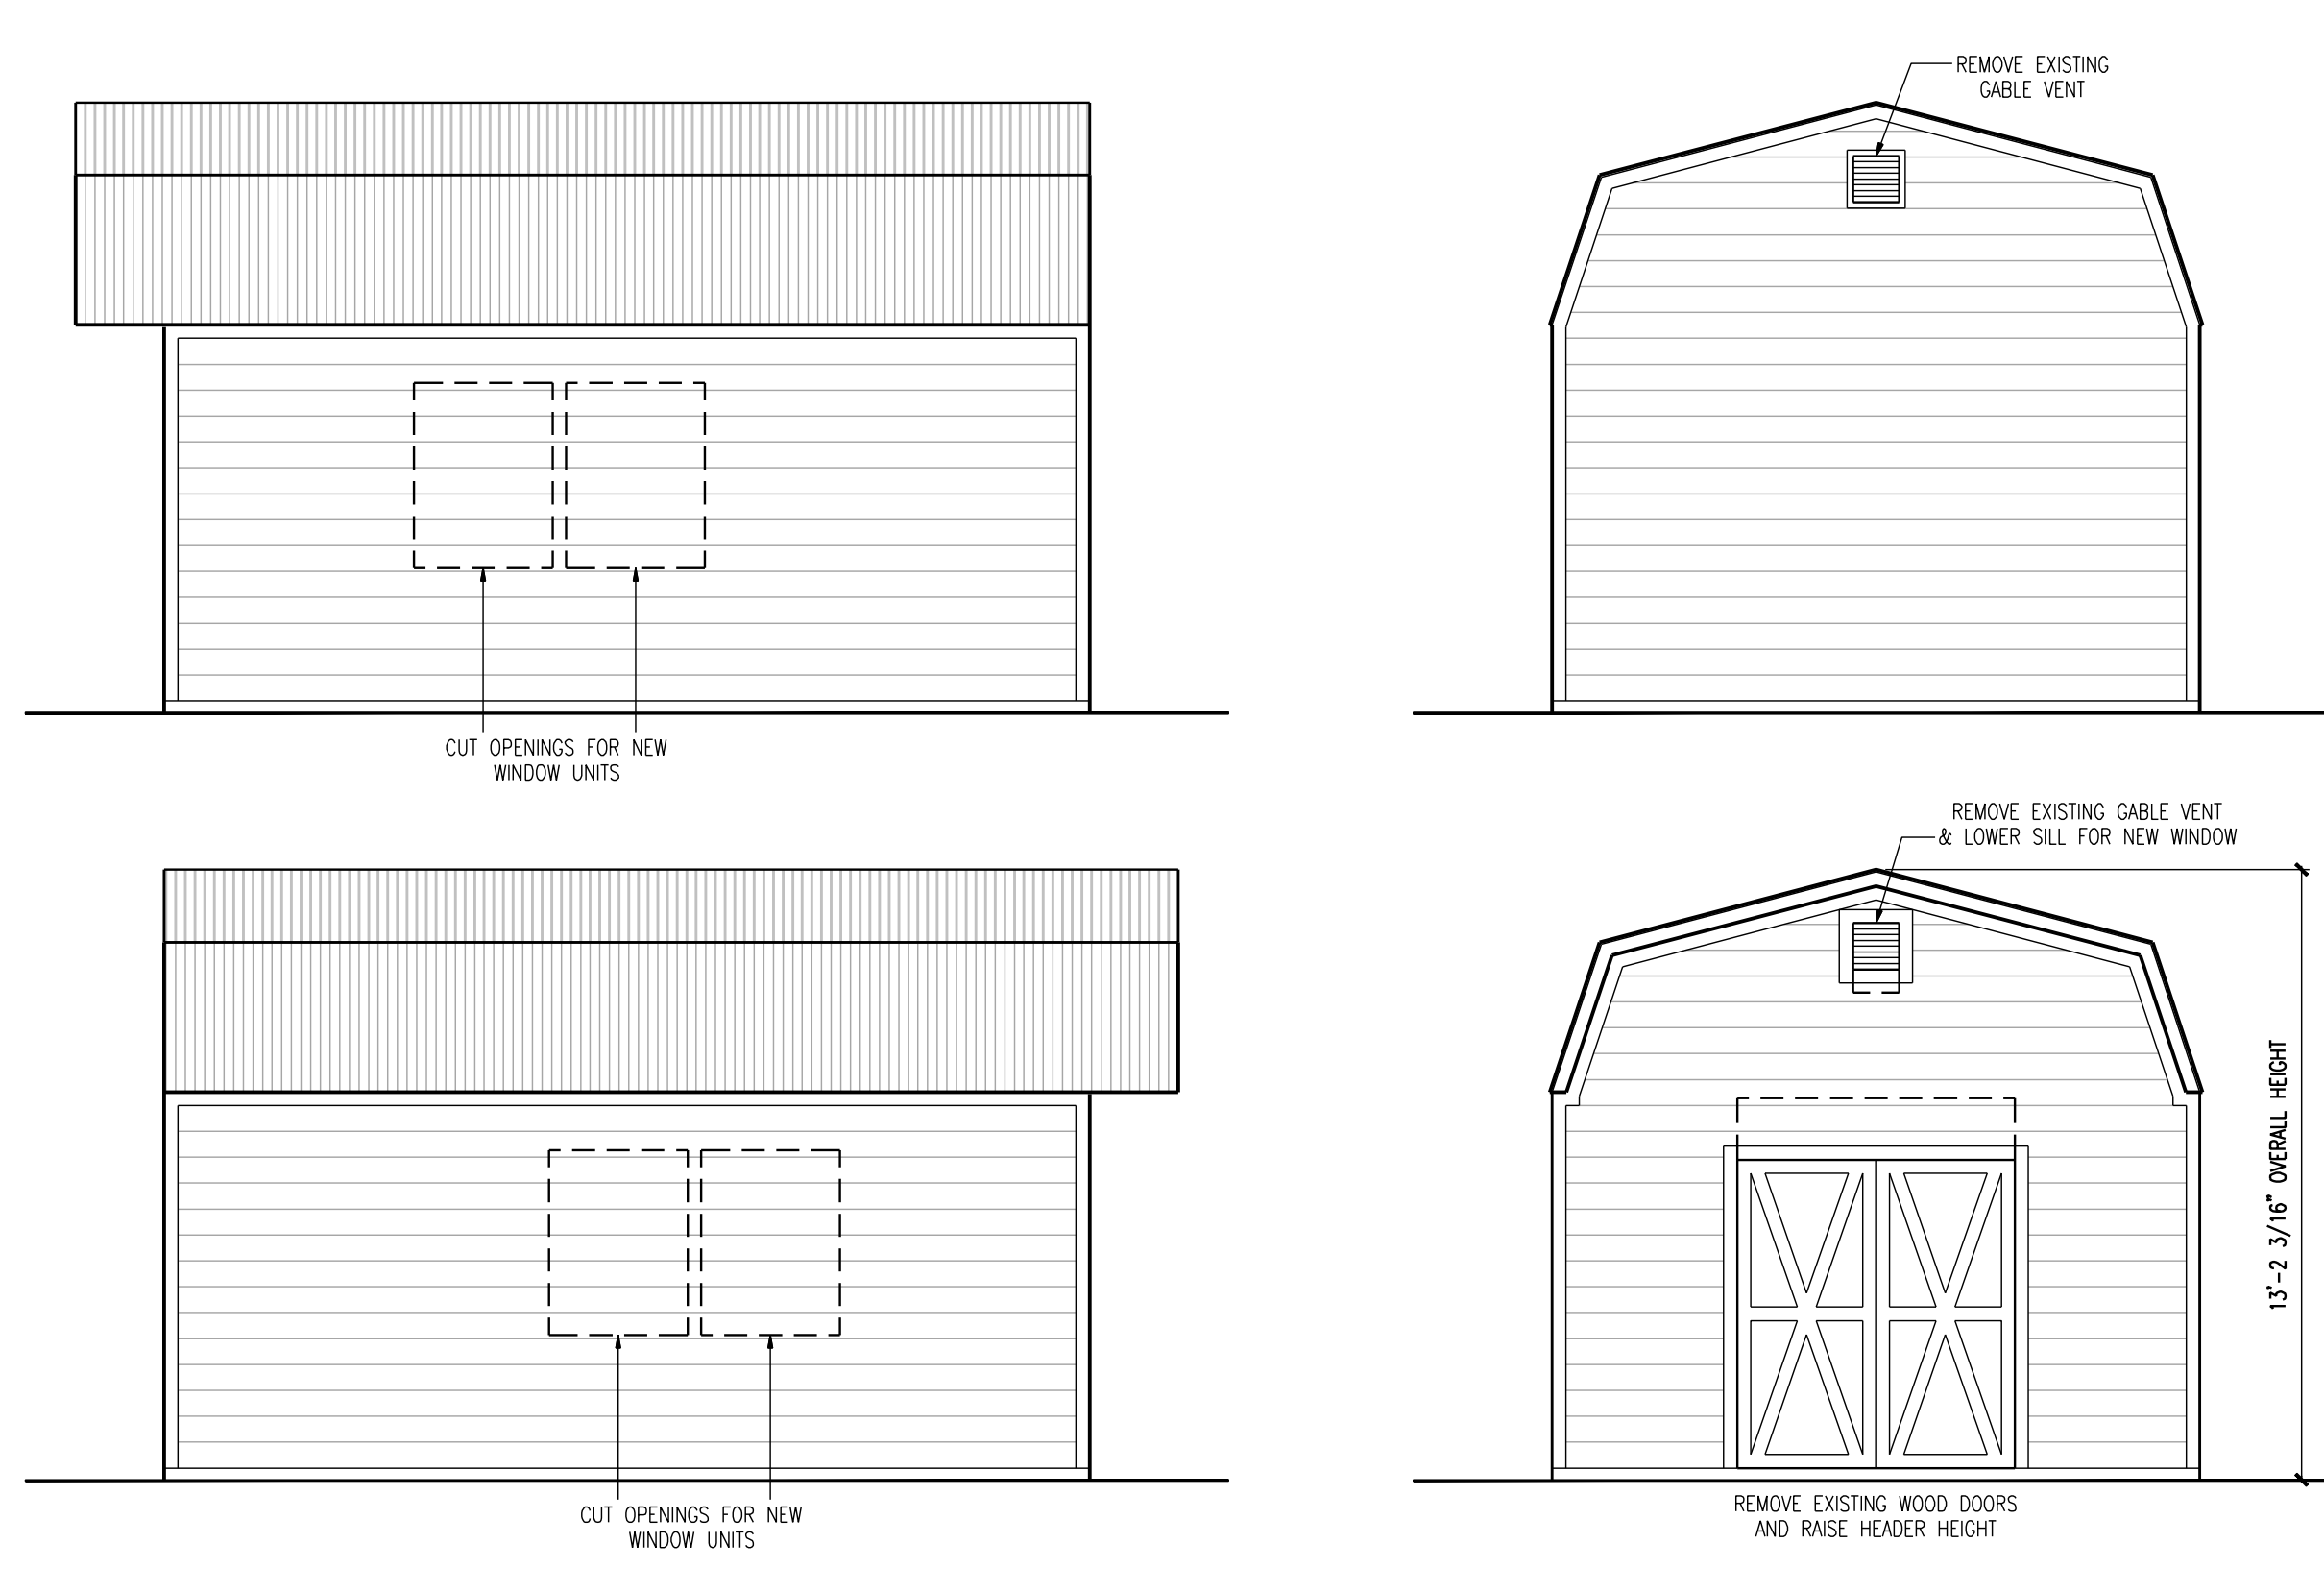 REMOVE EXISTING
GABLE VENT
CUT OPENINGS FOR NEW
WINDOW UNITS
REMOVE EXISTING GABLE VENT
& LOWER SILL FOR NEW WINDOW
13'-2 3/16" OVERALL HEIGHT
CUT OPENINGS FOR NEW
WINDOW UNITS
REMOVE EXISTING WOOD DOORS
AND RAISE HEADER HEIGHT